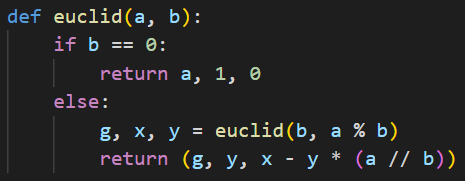 def euclid(a, b):
    if b == 0:
        return a, 1, 0
    else:
        g, x, y = euclid(b, a % b)
        return (g, y, x - y * (a // b))